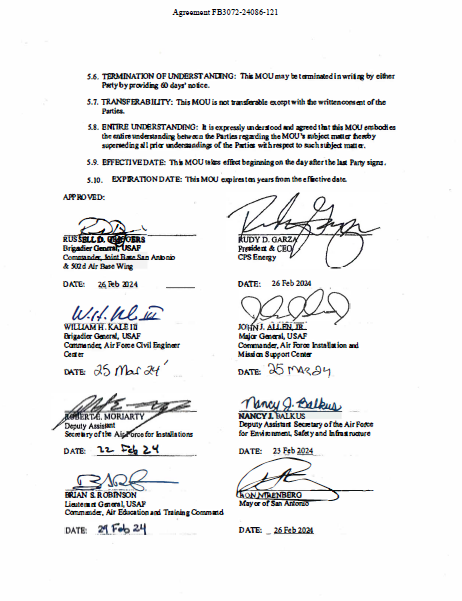 Agreement FB3072-24086-121
5.6. TERMINATION OF UNDERSTANDING: This MOU may be terminated in writing by either
Party by providing 60 days' notice.
5.7. TRANSFERABILITY: This MOU is not transferable except with the written consent of the
Parties.
5.8. ENTIRE UNDERSTANDING: It is expressly understood and agreed that this MOU embodies
the entire understanding between the Parties regarding the MOU's subject matter thereby
superseding all prior understandings of the Parties with respect to such subject matter.
5.9. EFFECTIVE DATE: This MOU takes effect beginning on the day after the last Party signs.
5.10. EXPIRATION DATE: This MOU expires ten years from the effective date.
APPROVED:
RUSSELL D.
Brigadier General, USAF
Commander, Joint Base San Antonio
& 502d Air Base Wing
DATE: 26 Feb 2024
RUDY D. GARZA
President & CEO
CPS Energy
DATE: 26 Feb 2024
WILLIAM H. KALE III
Brigadier General, USAF
Commander, Air Force Civil Engineer
Center
DATE: 25 Mar 24
JOHN J. ALLEN, JR.
Major General, USAF
Commander, Air Force Installation and
Mission Support Center
DATE: 25 MAR 24
ROBERT E. MORIARTY
Deputy Assistant
Secretary of the Air Force for Installations
DATE: 22 Feb 24
Nancy J. Balkus
NANCY J. BALKUS
Deputy Assistant Secretary of the Air Force
for Environment, Safety and Infrastructure
DATE: 23 Feb 2024
BRIAN S. ROBINSON
Lieutenant General, USAF
Commander, Air Education and Training Command
DATE: 29 Feb 24
RON NIRENBERG
Mayor of San Antonio
DATE: 26 Feb 2024